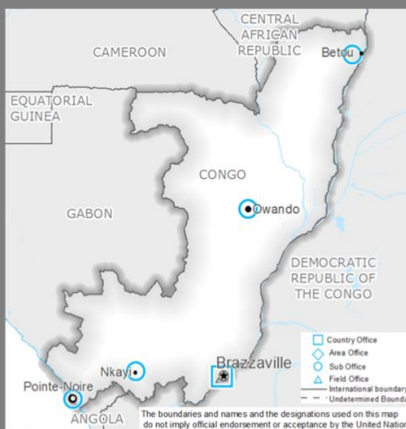 CENTRAL
AFRICAN
REPUBLIC
Betou
CAMEROON
EQUATORIAL
GUINEA
CONGO
Owando
GABON
DEMOCRATIC
REPUBLIC OF
THE CONGO
Brazzaville
Nkayi
Pointe-Noire
ANGOLA
Country Office
Area Office
Sub Office
Field Office
International boundary
Undetermined Bounda
The boundaries and names and the designations used on this map
do not imply official endorsement or acceptance by the United Nation